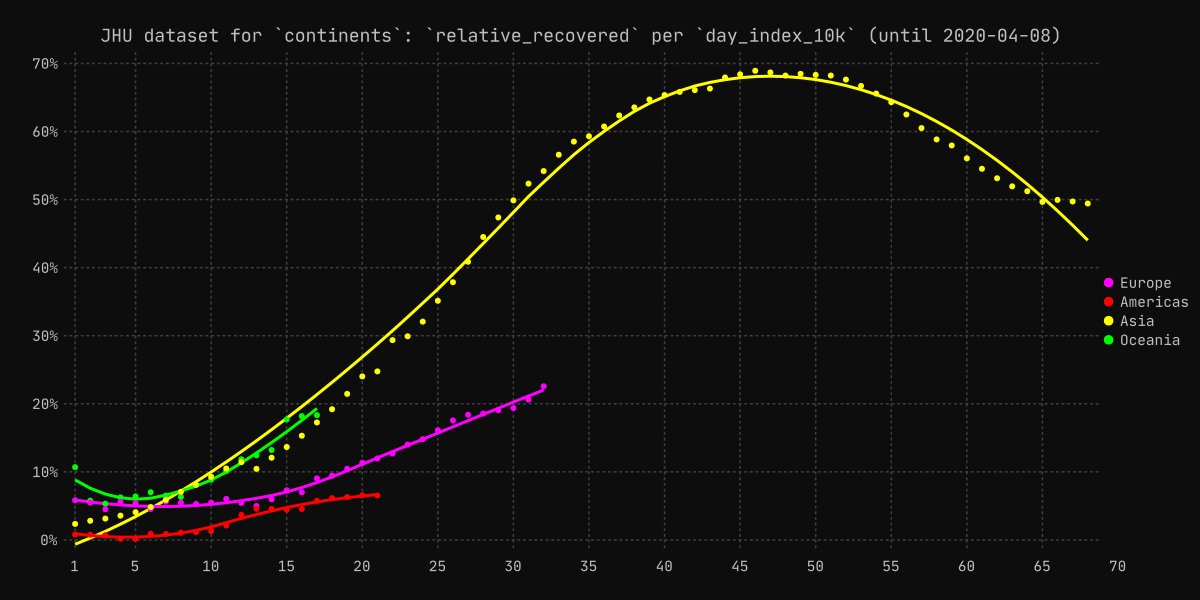 JHU dataset for `continents`: `relative_recovered` per `day_index_10k` (until 2020-04-08)
70%
60%
50%
40%
30%
20%
10%
0%
1 5 10 15 20 25 30 35 40 45 50 55 60 65 70
Europe
Americas
Asia
Oceania